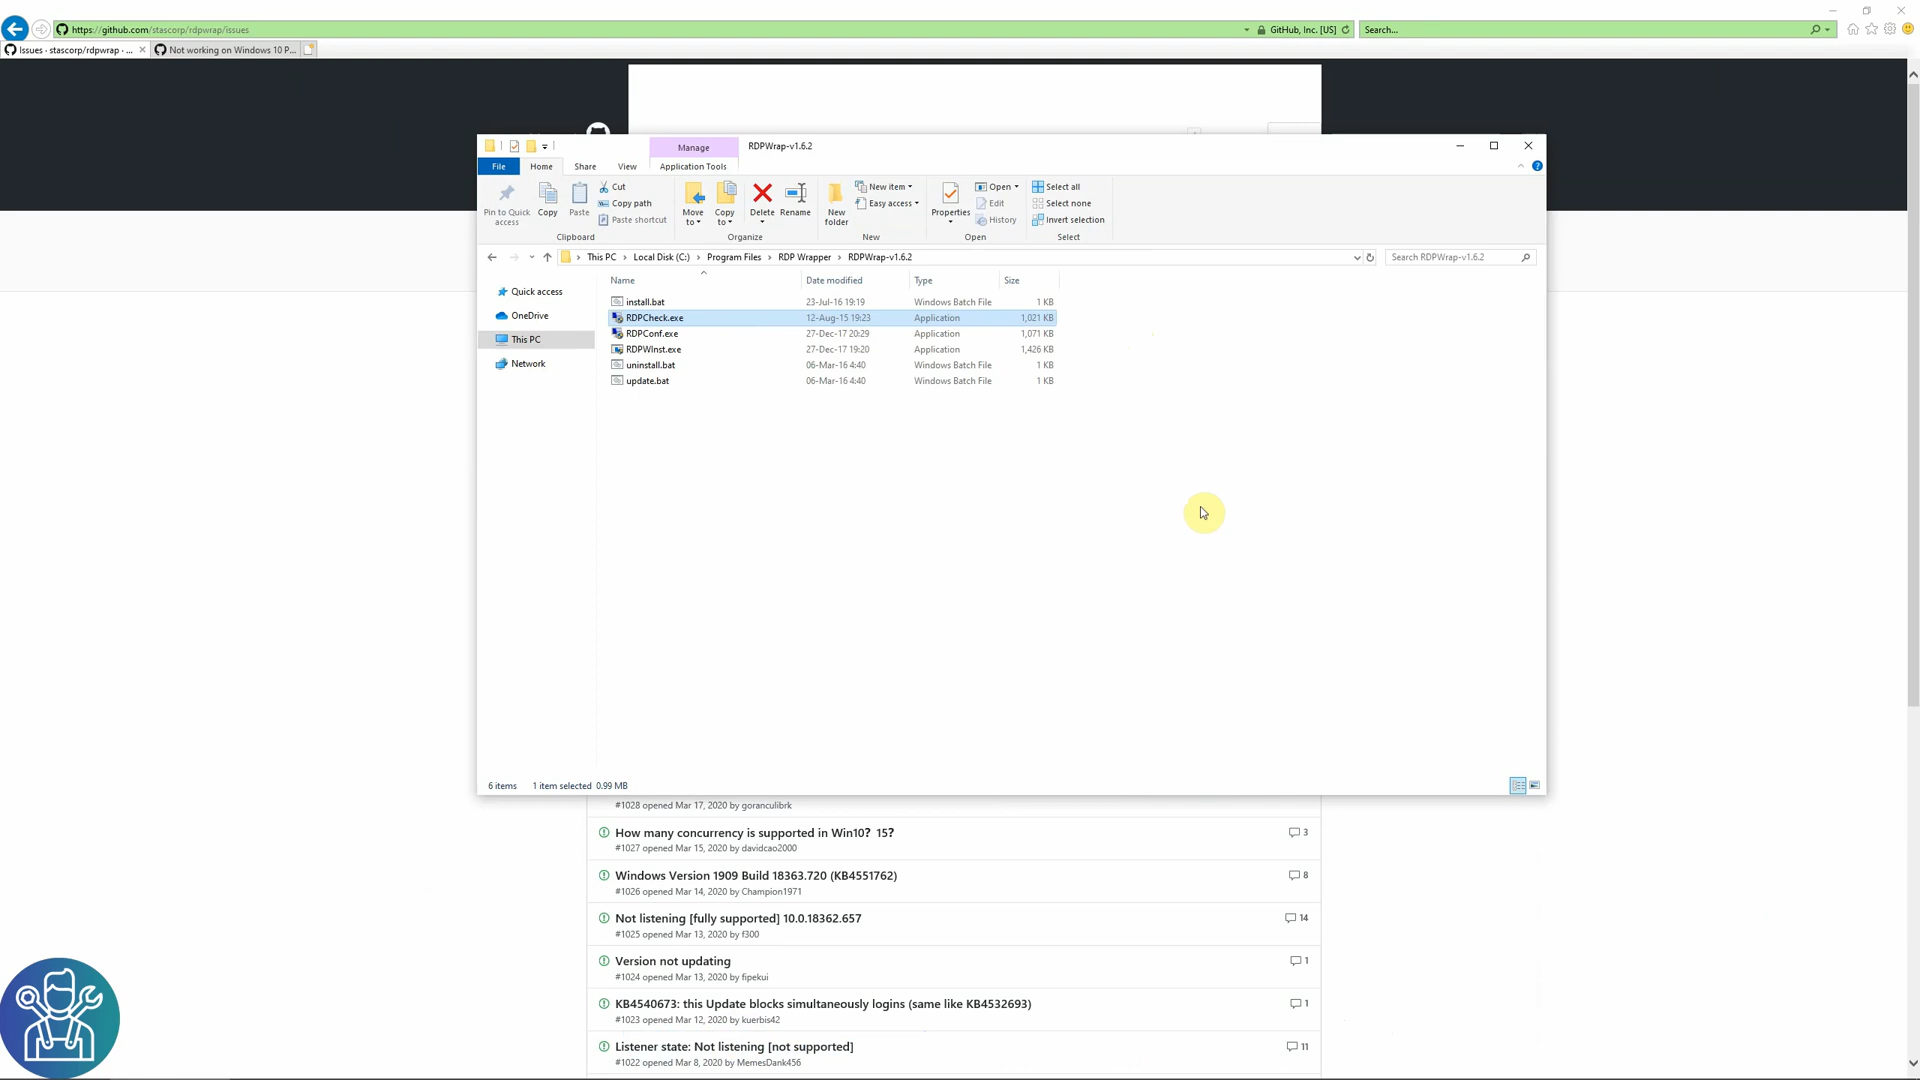 https://github.com/stascorp/rdpwrap/issues
GitHub, Inc. [US]
Search...
Issues · stascorp/rdpwrap · ...
Not working on Windows 10 P...
Manage
RDPWrap-v1.6.2
File
Home
Share
View
Application Tools
Pin to Quick access
Copy
Paste
Cut
Copy path
Paste shortcut
Clipboard
Move to
Copy to
Delete
Rename
Organize
New folder
New item
Easy access
New
Properties
Open
Edit
History
Open
Select all
Select none
Invert selection
Select
This PC > Local Disk (C:) > Program Files > RDP Wrapper > RDPWrap-v1.6.2
Search RDPWrap-v1.6.2
Name Date modified Type Size
Quick access
OneDrive
This PC
Network
install.bat 23-Jul-16 19:19 Windows Batch File 1 KB
RDPCheck.exe 12-Aug-15 19:23 Application 1,021 KB
RDPConf.exe 27-Dec-17 20:29 Application 1,071 KB
RDPWInst.exe 27-Dec-17 19:20 Application 1,426 KB
uninstall.bat 06-Mar-16 4:40 Windows Batch File 1 KB
update.bat 06-Mar-16 4:40 Windows Batch File 1 KB
6 items 1 item selected 0.99 MB
#1028 opened Mar 17, 2020 by goranculibrk
How many concurrency is supported in Win10？ 15？ 3
#1027 opened Mar 15, 2020 by davidcao2000
Windows Version 1909 Build 18363.720 (KB4551762) 8
#1026 opened Mar 14, 2020 by Champion1971
Not listening [fully supported] 10.0.18362.657 14
#1025 opened Mar 13, 2020 by f300
Version not updating 1
#1024 opened Mar 13, 2020 by fipekui
KB4540673: this Update blocks simultaneously logins (same like KB4532693) 1
#1023 opened Mar 12, 2020 by kuerbis42
Listener state: Not listening [not supported] 11
#1022 opened Mar 8, 2020 by MemesDank456